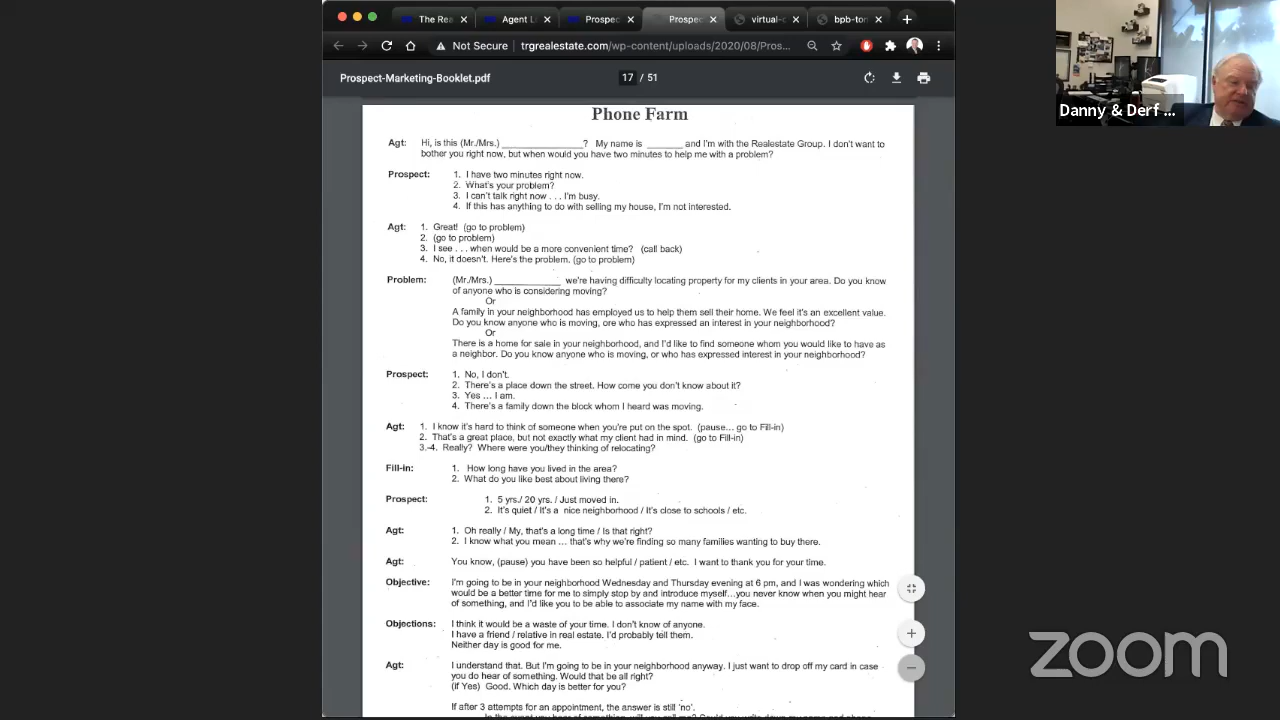 The Rea
Agent L
Prospec
Prospec
virtual-c
bpb-ton
Not Secure
trgrealestate.com/wp-content/uploads/2020/08/Pros...
Prospect-Marketing-Booklet.pdf
17 / 51
Danny & Derf ...
Phone Farm
Agt: Hi, is this (Mr./Mrs.) ________________? My name is _______ and I'm with the Realestate Group. I don't want to
bother you right now, but when would you have two minutes to help me with a problem?
Prospect: 1. I have two minutes right now.
2. What's your problem?
3. I can't talk right now . . . I'm busy.
4. If this has anything to do with selling my house, I'm not interested.
Agt: 1. Great! (go to problem)
2. (go to problem)
3. I see . . . when would be a more convenient time? (call back)
4. No, it doesn't. Here's the problem. (go to problem)
Problem: (Mr./Mrs.) _____________ we're having difficulty locating property for my clients in your area. Do you know
of anyone who is considering moving?
Or
A family in your neighborhood has employed us to help them sell their home. We feel it's an excellent value.
Do you know anyone who is moving, ore who has expressed an interest in your neighborhood?
Or
There is a home for sale in your neighborhood, and I'd like to find someone whom you would like to have as
a neighbor. Do you know anyone who is moving, or who has expressed interest in your neighborhood?
Prospect: 1. No, I don't.
2. There's a place down the street. How come you don't know about it?
3. Yes ... I am.
4. There's a family down the block whom I heard was moving.
Agt: 1. I know it's hard to think of someone when you're put on the spot. (pause... go to Fill-in)
2. That's a great place, but not exactly what my client had in mind. (go to Fill-in)
3.-4. Really? Where were you/they thinking of relocating?
Fill-in: 1. How long have you lived in the area?
2. What do you like best about living there?
Prospect: 1. 5 yrs./ 20 yrs. / Just moved in.
2. It's quiet / It's a nice neighborhood / It's close to schools / etc.
Agt: 1. Oh really / My, that's a long time / Is that right?
2. I know what you mean ... that's why we're finding so many families wanting to buy there.
Agt: You know, (pause) you have been so helpful / patient / etc. I want to thank you for your time.
Objective: I'm going to be in your neighborhood Wednesday and Thursday evening at 6 pm, and I was wondering which
would be a better time for me to simply stop by and introduce myself...you never know when you might hear
of something, and I'd like you to be able to associate my name with my face.
Objections: I think it would be a waste of your time. I don't know of anyone.
I have a friend / relative in real estate. I'd probably tell them.
Neither day is good for me.
Agt: I understand that. But I'm going to be in your neighborhood anyway. I just want to drop off my card in case
you do hear of something. Would that be all right?
(if Yes) Good. Which day is better for you?
If after 3 attempts for an appointment, the answer is still 'no'.
zoom